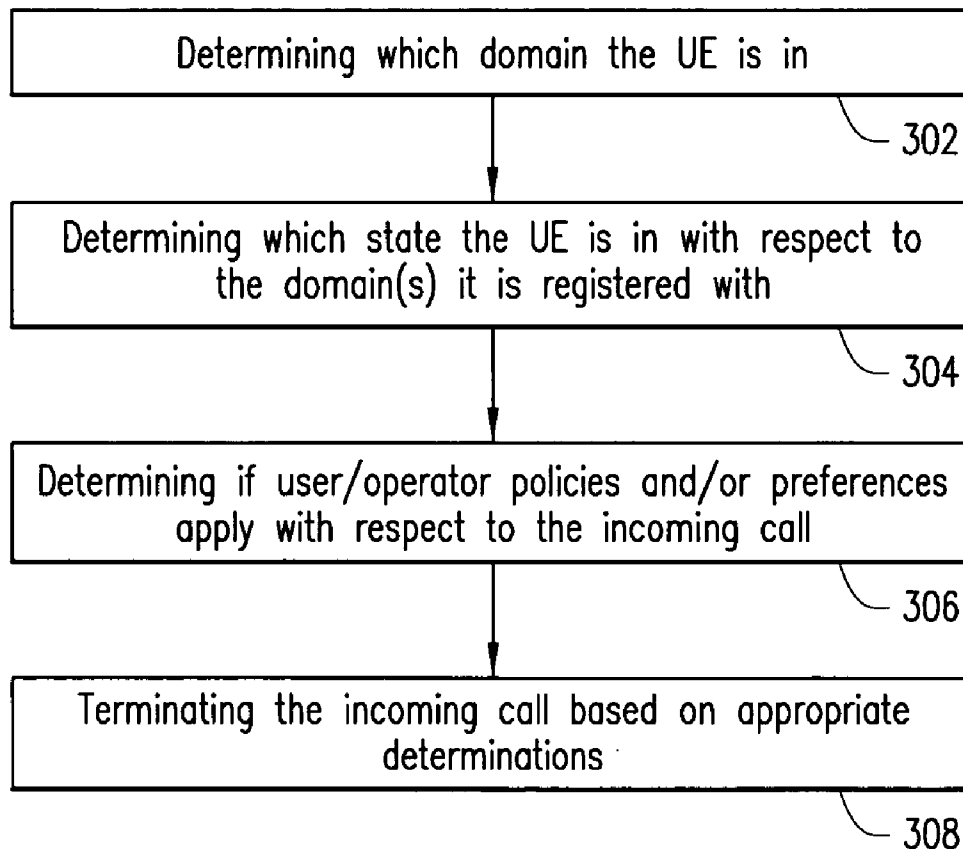 Determining which domain the UE is in
302
Determining which state the UE is in with respect to
the domain(s) it is registered with
304
Determining if user/operator policies and/or preferences
apply with respect to the incoming call
306
Terminating the incoming call based on appropriate
determinations
308